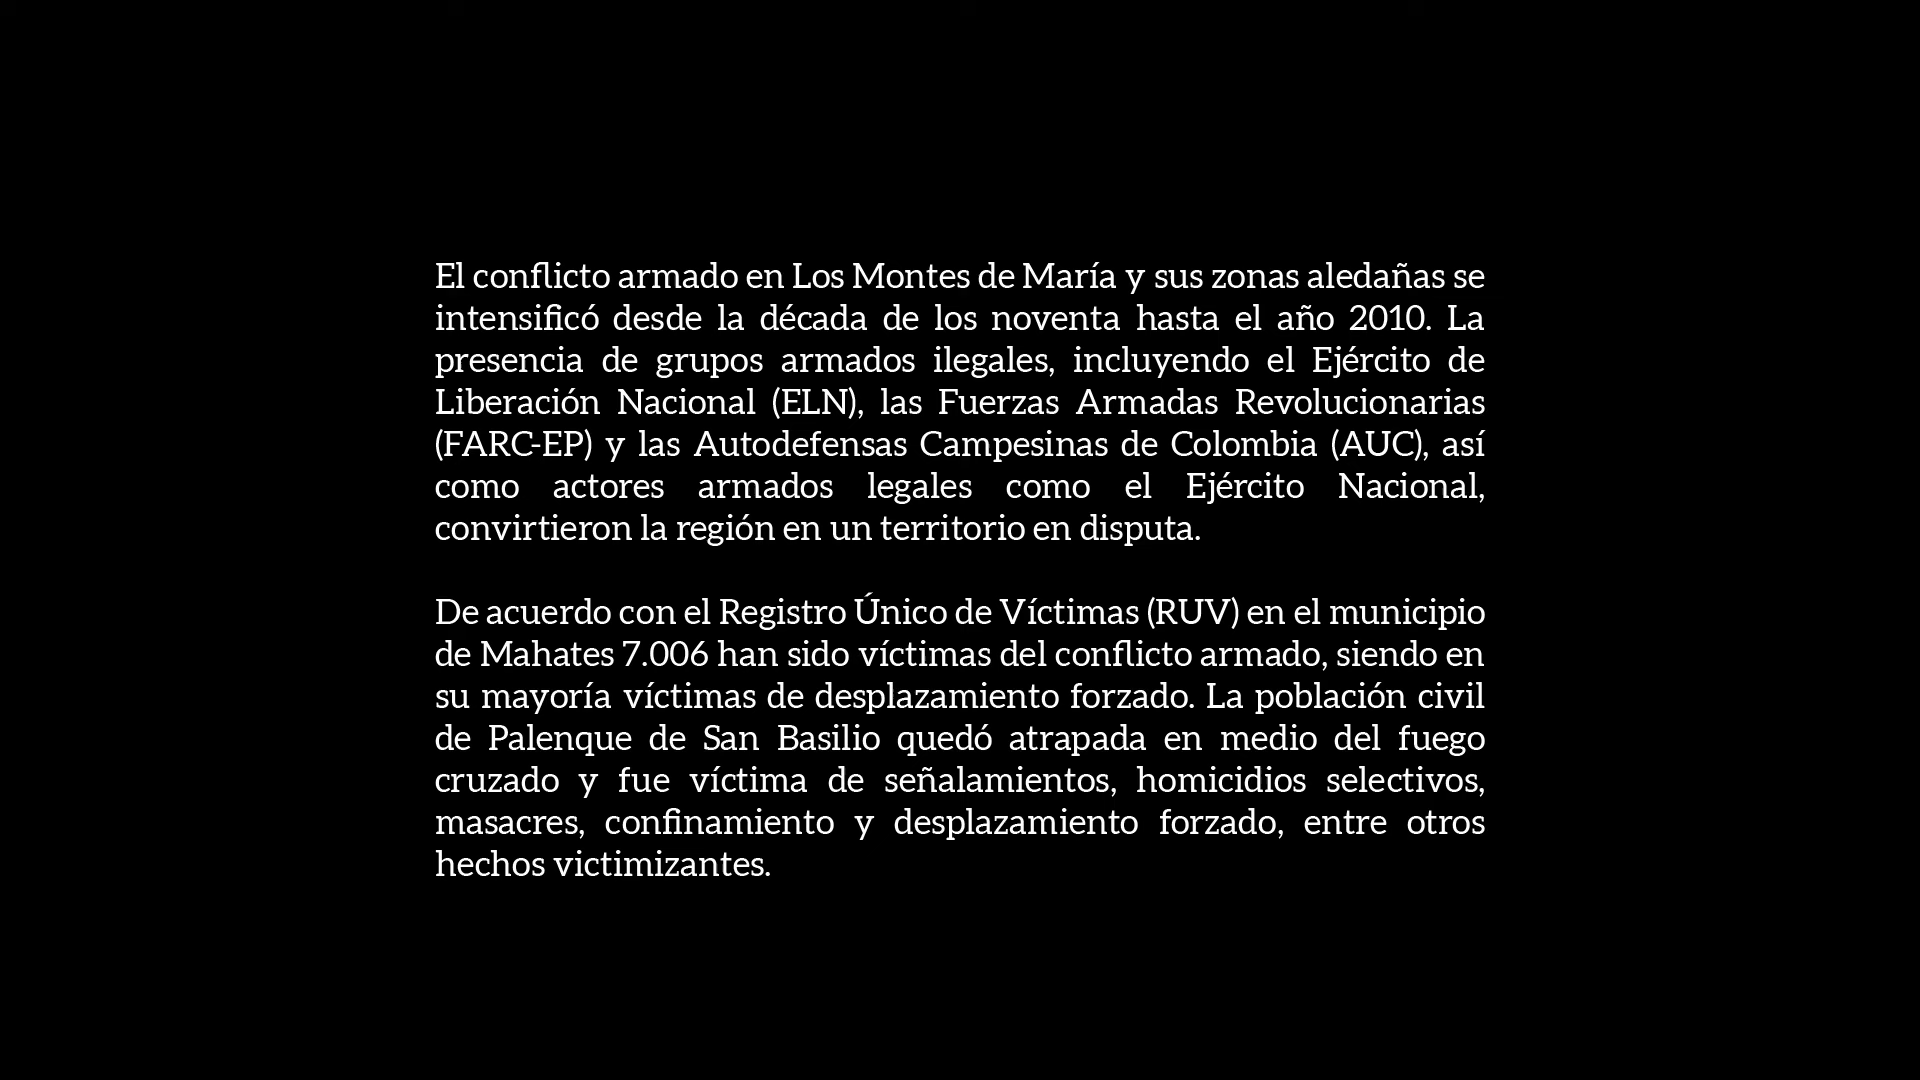 El conflicto armado en Los Montes de María y sus zonas aledañas se
intensificó desde la década de los noventa hasta el año 2010. La
presencia de grupos armados ilegales, incluyendo el Ejército de
Liberación Nacional (ELN), las Fuerzas Armadas Revolucionarias
(FARC-EP) y las Autodefensas Campesinas de Colombia (AUC), así
como actores armados legales como el Ejército Nacional,
convirtieron la región en un territorio en disputa.
De acuerdo con el Registro Único de Víctimas (RUV) en el municipio
de Mahates 7.006 han sido víctimas del conflicto armado, siendo en
su mayoría víctimas de desplazamiento forzado. La población civil
de Palenque de San Basilio quedó atrapada en medio del fuego
cruzado y fue víctima de señalamientos, homicidios selectivos,
masacres, confinamiento y desplazamiento forzado, entre otros
hechos victimizantes.